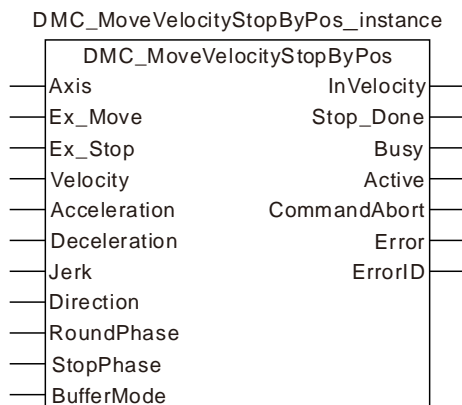 DMC_MoveVelocityStopByPos_instance
DMC_MoveVelocityStopByPos
Axis InVelocity
Ex_Move Stop_Done
Ex_Stop Busy
Velocity Active
Acceleration CommandAbort
Deceleration Error
Jerk ErrorID
Direction
RoundPhase
StopPhase
BufferMode